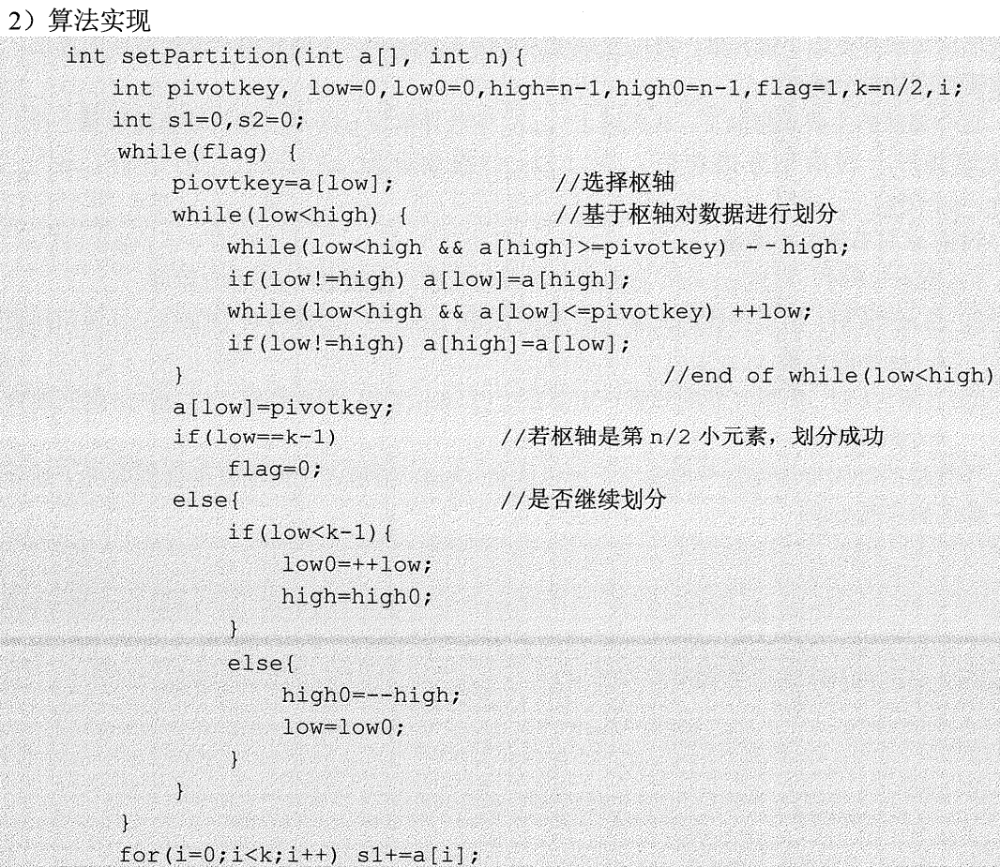 2）算法实现
int setPartition(int a[], int n){
int pivotkey, low=0,low0=0,high=n-1,high0=n-1,flag=1,k=n/2,i;
int s1=0,s2=0;
while(flag) {
piovtkey=a[low]; //选择枢轴
while(low<high) { //基于枢轴对数据进行划分
while(low<high && a[high]>=pivotkey) --high;
if(low!=high) a[low]=a[high];
while(low<high && a[low]<=pivotkey) ++low;
if(low!=high) a[high]=a[low];
} //end of while(low<high)
a[low]=pivotkey;
if(low==k-1) //若枢轴是第 n/2 小元素，划分成功
flag=0;
else{ //是否继续划分
if(low<k-1){
low0=++low;
high=high0;
}
else{
high0=--high;
low=low0;
}
}
}
for(i=0;i<k;i++) s1+=a[i];